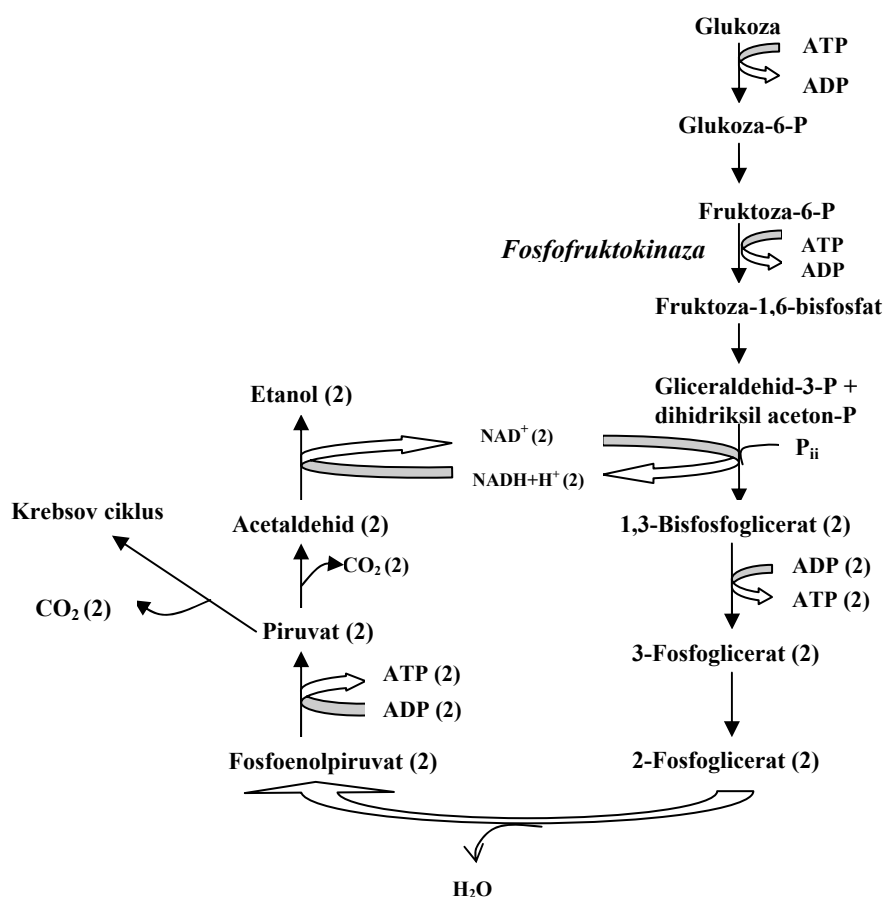 Glukoza
ATP
ADP
Glukoza-6-P
Fruktoza-6-P
Fosfofruktokinaza
ATP
ADP
Fruktoza-1,6-bisfosfat
Gliceraldehid-3-P +
dihidriksil aceton-P
Etanol (2)
NAD⁺ (2)
P_ii
NADH+H⁺ (2)
Krebsov ciklus
Acetaldehid (2)
1,3-Bisfosfoglicerat (2)
CO₂ (2)
ADP (2)
ATP (2)
CO₂ (2)
Piruvat (2)
3-Fosfoglicerat (2)
ATP (2)
ADP (2)
Fosfoenolpiruvat (2)
2-Fosfoglicerat (2)
H₂O